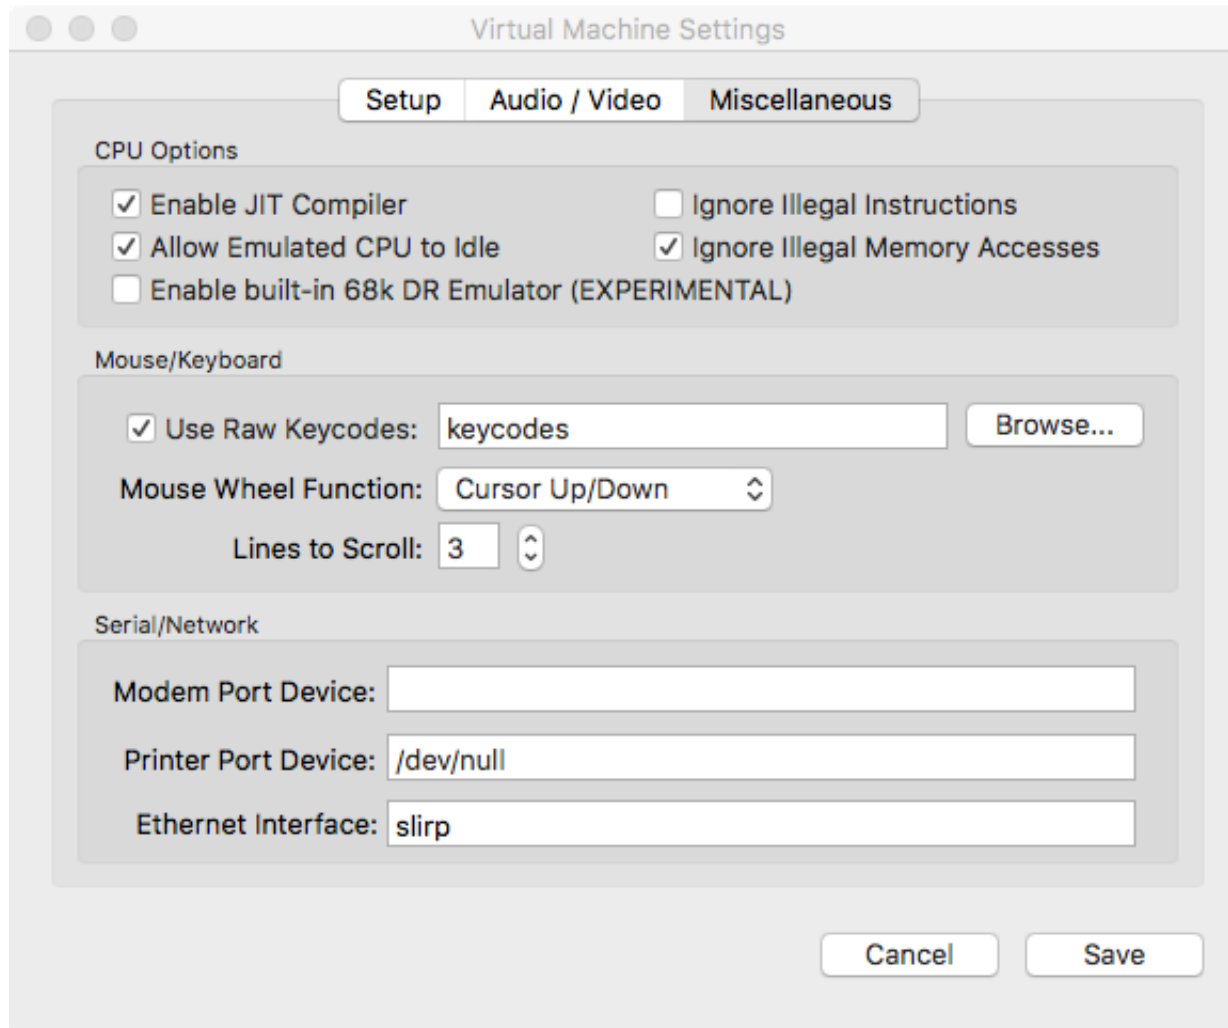 Virtual Machine Settings
Setup Audio / Video Miscellaneous
CPU Options
Enable JIT Compiler Ignore Illegal Instructions
Allow Emulated CPU to Idle Ignore Illegal Memory Accesses
Enable built-in 68k DR Emulator (EXPERIMENTAL)
Mouse/Keyboard
Use Raw Keycodes: keycodes Browse...
Mouse Wheel Function: Cursor Up/Down
Lines to Scroll: 3
Serial/Network
Modem Port Device:
Printer Port Device: /dev/null
Ethernet Interface: slirp
Cancel Save